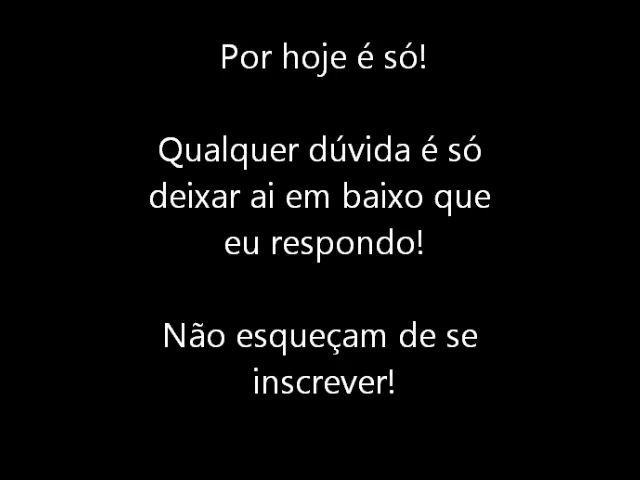 Por hoje é só!
Qualquer dúvida é só
deixar ai em baixo que
eu respondo!
Não esqueçam de se
inscrever!